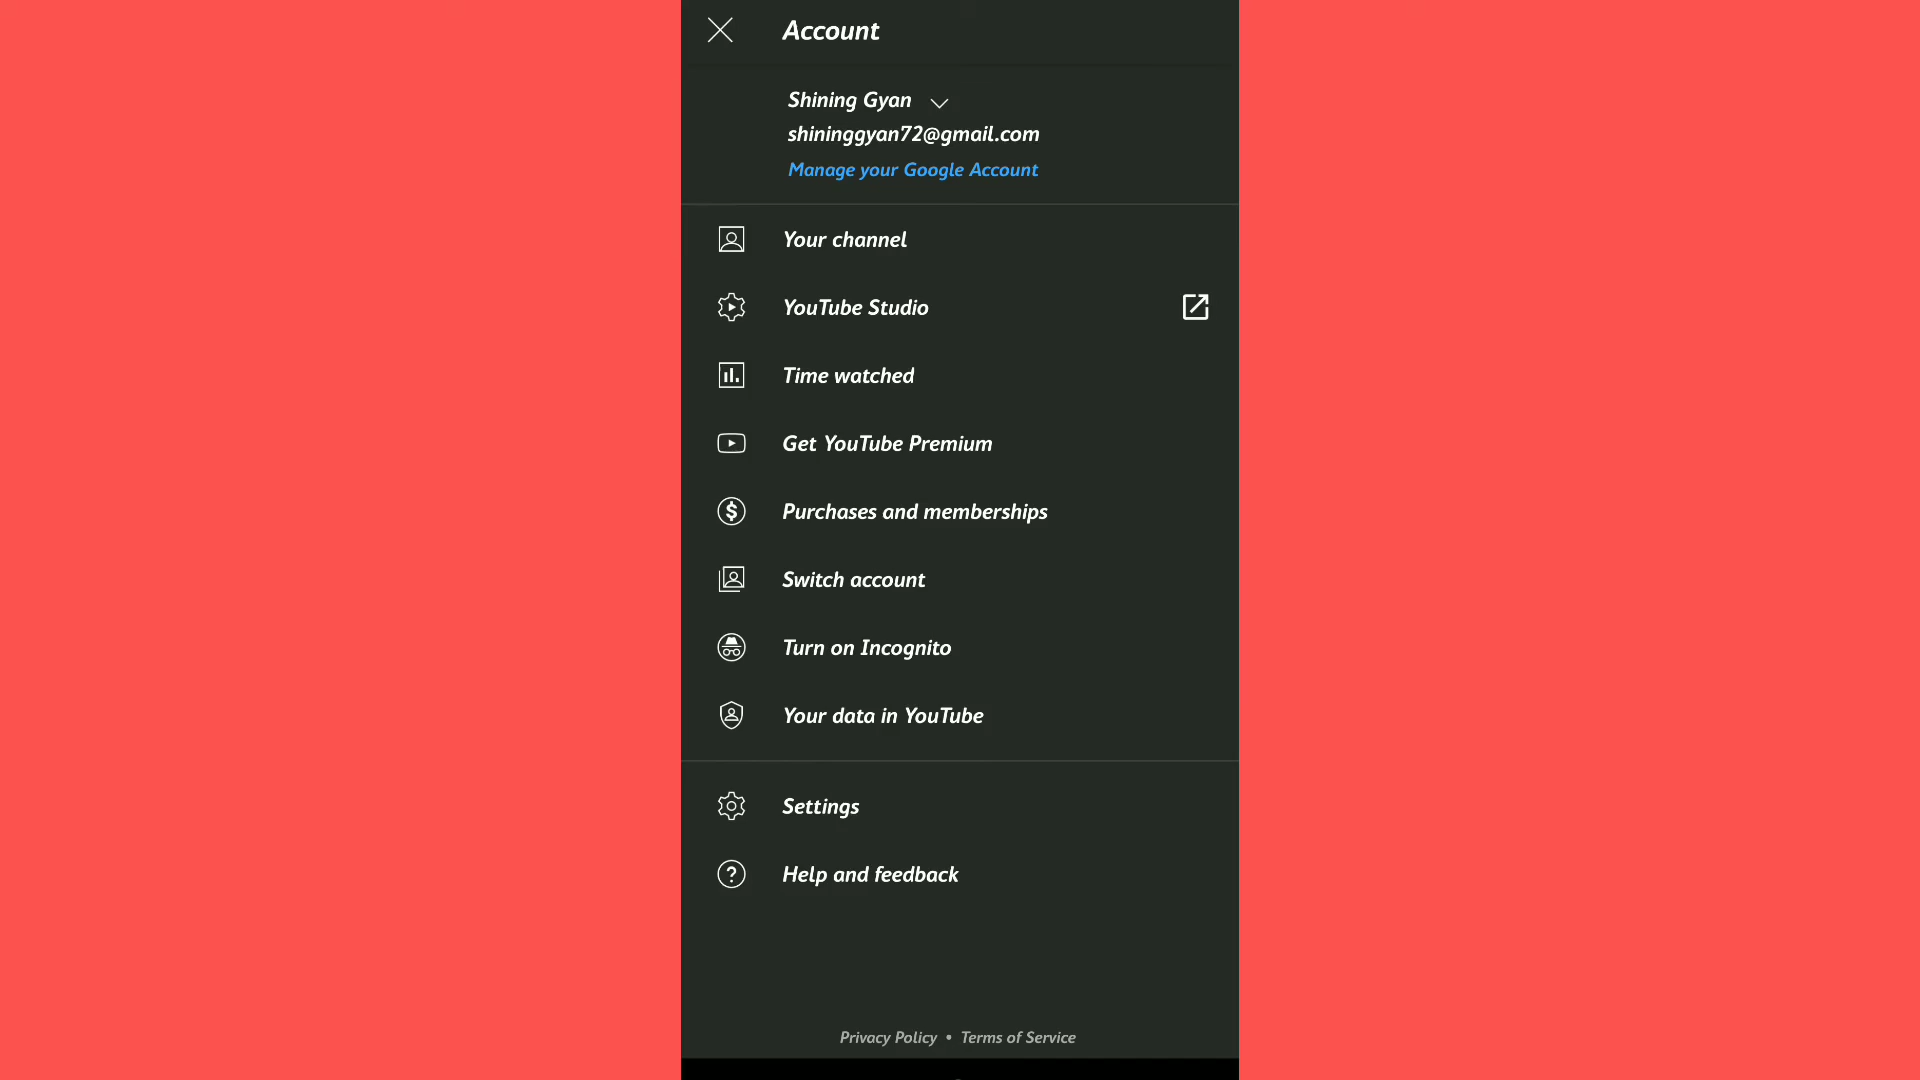 Account
Shining Gyan
shininggyan72@gmail.com
Manage your Google Account
Your channel
YouTube Studio
Time watched
Get YouTube Premium
Purchases and memberships
Switch account
Turn on Incognito
Your data in YouTube
Settings
Help and feedback
Privacy Policy • Terms of Service